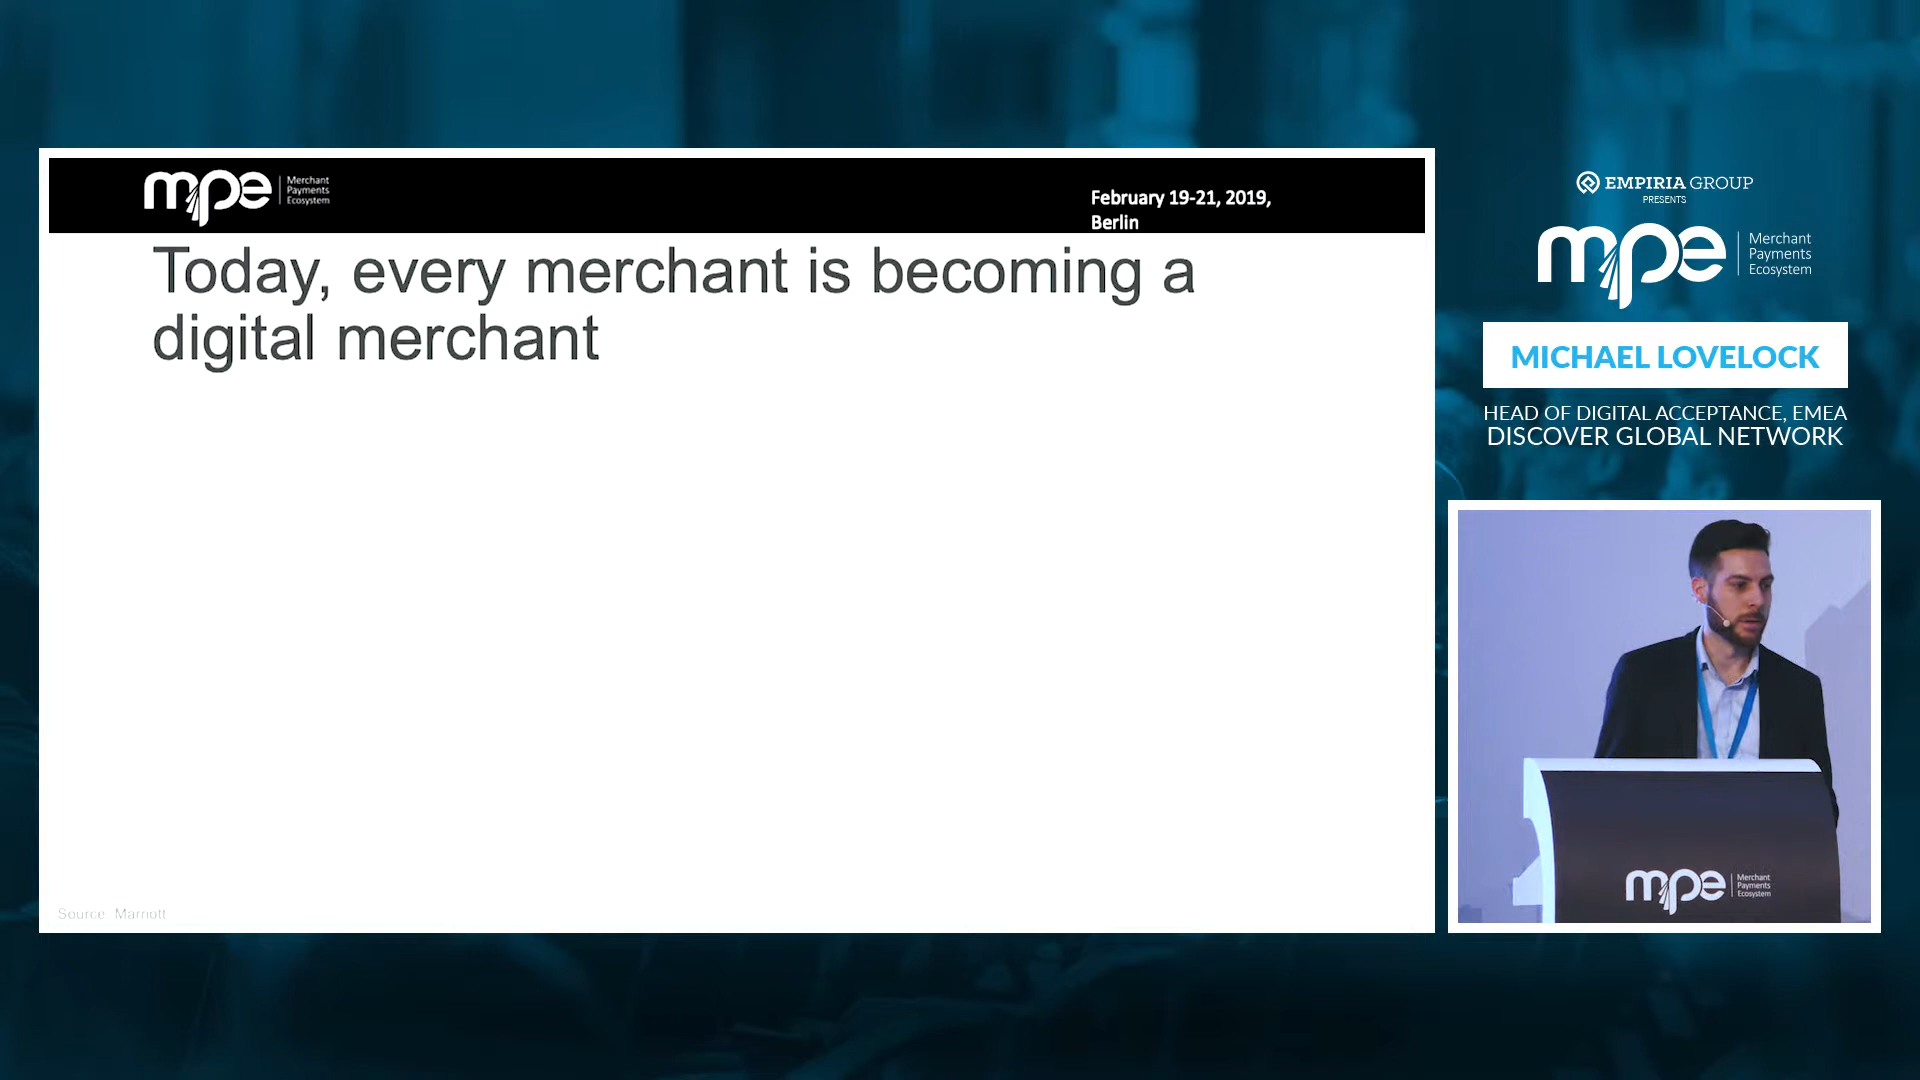 mpe
Merchant
Payments
Ecosystem
February 19-21, 2019,
Berlin
Today, every merchant is becoming a
digital merchant
Source: Marriott
EMPIRIA GROUP
PRESENTS
mpe
Merchant
Payments
Ecosystem
MICHAEL LOVELOCK
HEAD OF DIGITAL ACCEPTANCE, EMEA
DISCOVER GLOBAL NETWORK
mpe
Merchant
Payments
Ecosystem